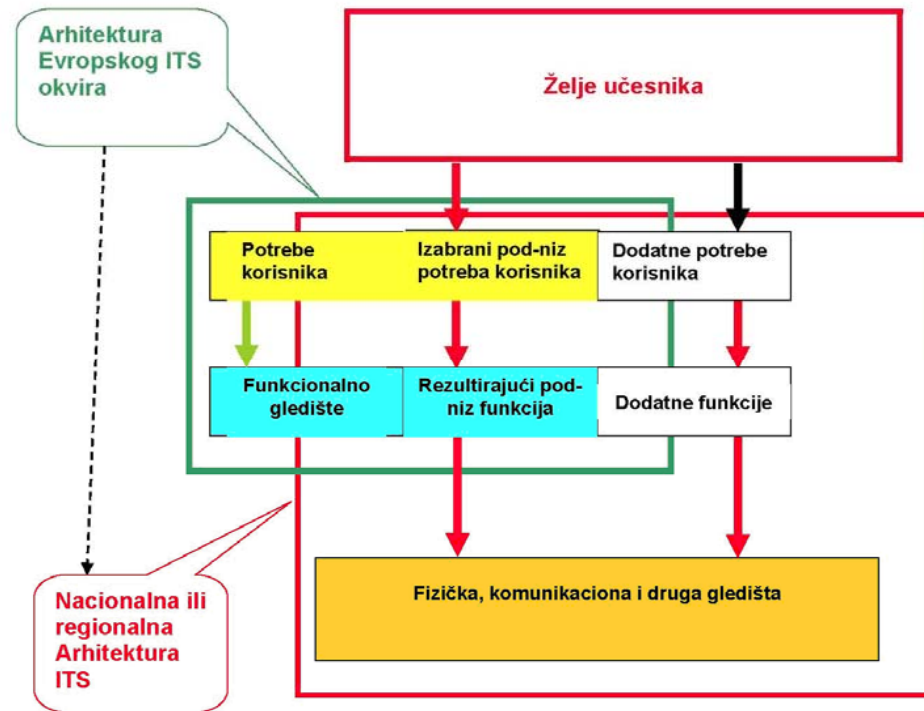 Arhitektura
Evropskog ITS
okvira
Želje učesnika
Potrebe
korisnika
Izabrani pod-niz
potreba korisnika
Dodatne potrebe
korisnika
Funkcionalno
gledište
Rezultirajući pod-
niz funkcija
Dodatne funkcije
Fizička, komunikaciona i druga gledišta
Nacionalna ili
regionalna
Arhitektura
ITS